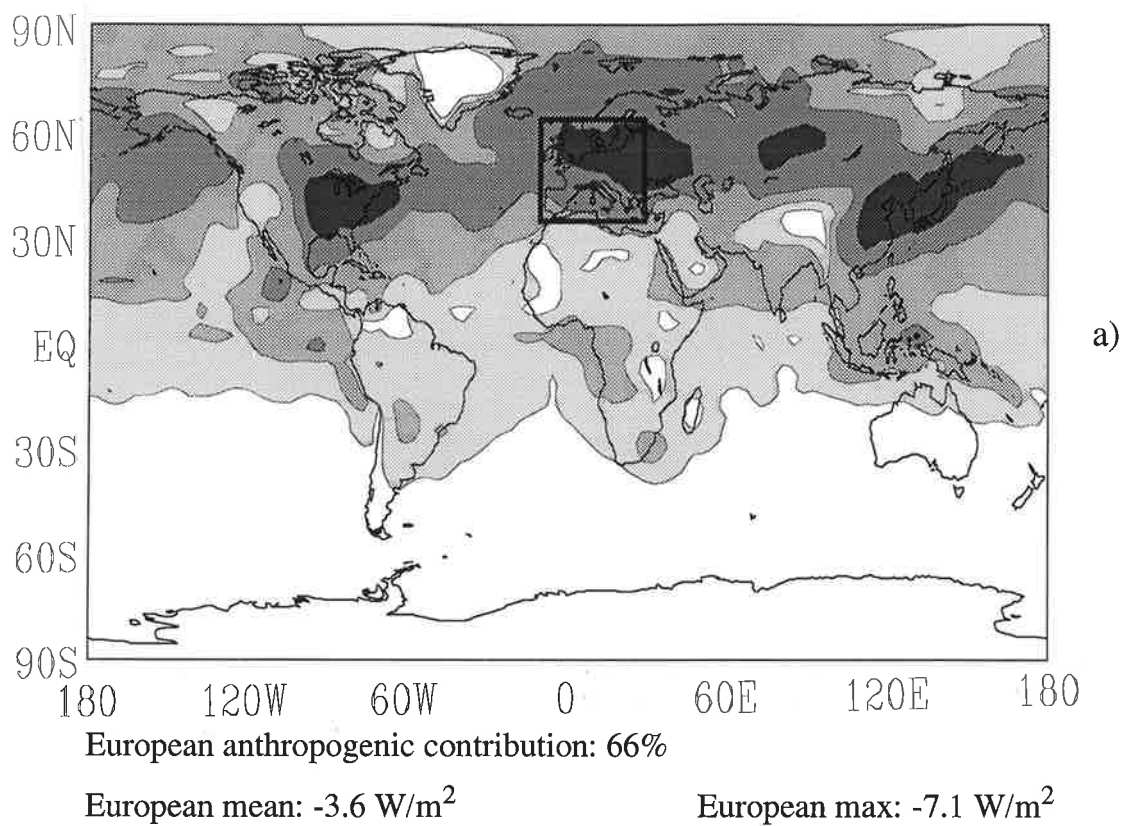 90N
60N
30N
EQ
30S
60S
90S
a)
180 120W 60W 0 60E 120E 180
European anthropogenic contribution: 66%
European mean: -3.6 W/m² European max: -7.1 W/m²